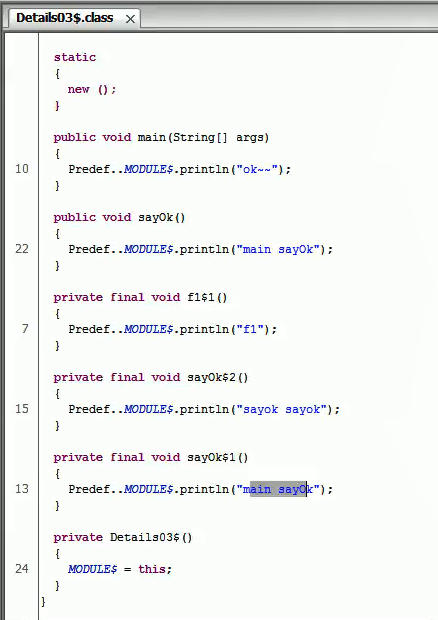 Details03$.class
static
{
new ();
}
public void main(String[] args)
{
10 Predef..MODULE$.println("ok~~");
}
public void sayOk()
{
22 Predef..MODULE$.println("main sayOk");
}
private final void f1$1()
{
7 Predef..MODULE$.println("f1");
}
private final void sayOk$2()
{
15 Predef..MODULE$.println("sayok sayok");
}
private final void sayOk$1()
{
13 Predef..MODULE$.println("main sayOk");
}
private Details03$()
{
24 MODULE$ = this;
}
}